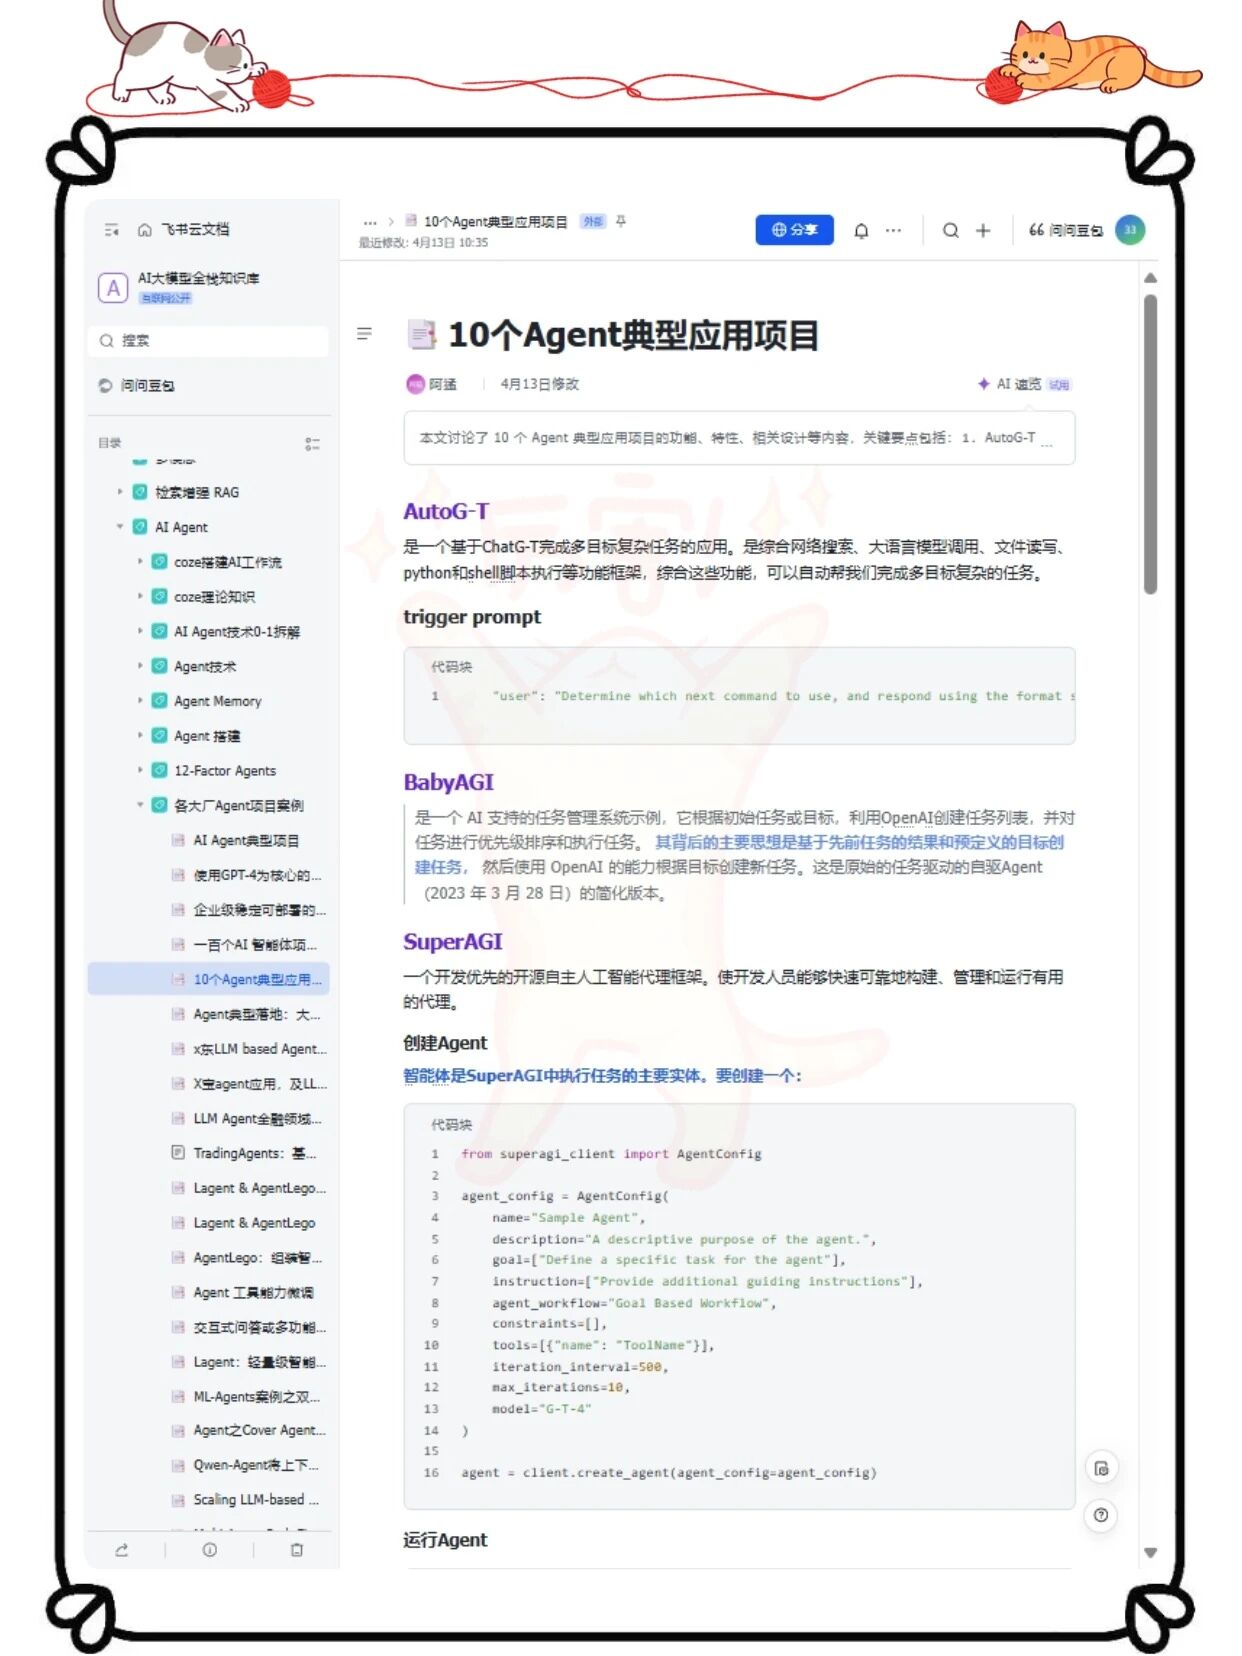 飞书云文档
AI大模型全栈知识库
互联网公开
搜索
问问豆包
目录
检索增强 RAG
AI Agent
coze搭建AI工作流
coze理论知识
AI Agent技术0-1拆解
Agent技术
Agent Memory
Agent 搭建
12-Factor Agents
各大厂Agent项目案例
AI Agent典型项目
使用GPT-4为核心的...
企业级稳定可部署的...
一百个AI 智能体项...
10个Agent典型应用...
Agent典型落地：大...
x东LLM based Agent...
X宝agent应用，及LL...
LLM Agent金融领域...
TradingAgents：基...
Lagent & AgentLego...
Lagent & AgentLego
AgentLego：组装智...
Agent 工具能力微调
交互式问答或多功能...
Lagent：轻量级智能...
ML-Agents案例之双...
Agent之Cover Agent...
Qwen-Agent将上下...
Scaling LLM-based ...
... > 10个Agent典型应用项目 外部
最近修改: 4月13日 10:35
分享
问问豆包
33
10个Agent典型应用项目
阿猛 4月13日修改
AI 速览 试用
本文讨论了 10 个 Agent 典型应用项目的功能、特性、相关设计等内容，关键要点包括：1. AutoG-T ...
AutoG-T
是一个基于ChatG-T完成多目标复杂任务的应用。是综合网络搜索、大语言模型调用、文件读写、
python和shell脚本执行等功能框架，综合这些功能，可以自动帮我们完成多目标复杂的任务。
trigger prompt
代码块
1 "user": "Determine which next command to use, and respond using the format s
BabyAGI
是一个 AI 支持的任务管理系统示例，它根据初始任务或目标，利用OpenAI创建任务列表，并对
任务进行优先级排序和执行任务。 其背后的主要思想是基于先前任务的结果和预定义的目标创
建任务， 然后使用 OpenAI 的能力根据目标创建新任务。这是原始的任务驱动的自驱Agent
（2023 年 3 月 28 日）的简化版本。
SuperAGI
一个开发优先的开源自主人工智能代理框架。使开发人员能够快速可靠地构建、管理和运行有用
的代理。
创建Agent
智能体是SuperAGI中执行任务的主要实体。要创建一个：
代码块
1 from superagi_client import AgentConfig
2
3 agent_config = AgentConfig(
4 name="Sample Agent",
5 description="A descriptive purpose of the agent.",
6 goal=["Define a specific task for the agent"],
7 instruction=["Provide additional guiding instructions"],
8 agent_workflow="Goal Based Workflow",
9 constraints=[],
10 tools=[{"name": "ToolName"}],
11 iteration_interval=500,
12 max_iterations=10,
13 model="G-T-4"
14 )
15
16 agent = client.create_agent(agent_config=agent_config)
运行Agent